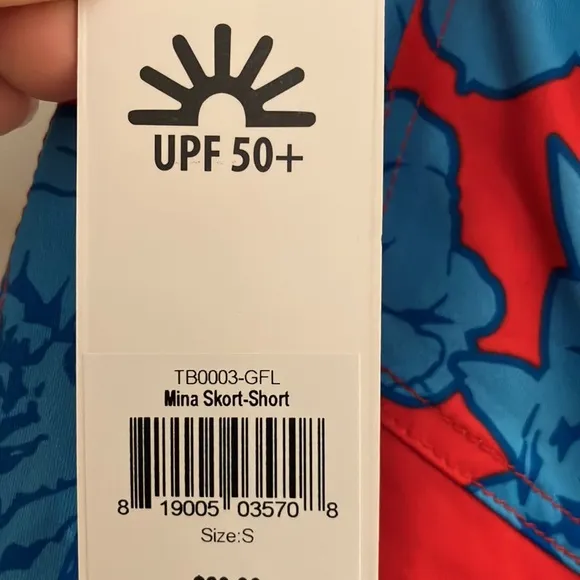 UPF 50+
TB0003-GFL
Mina Skort-Short
8 19005 03570 8
Size:S